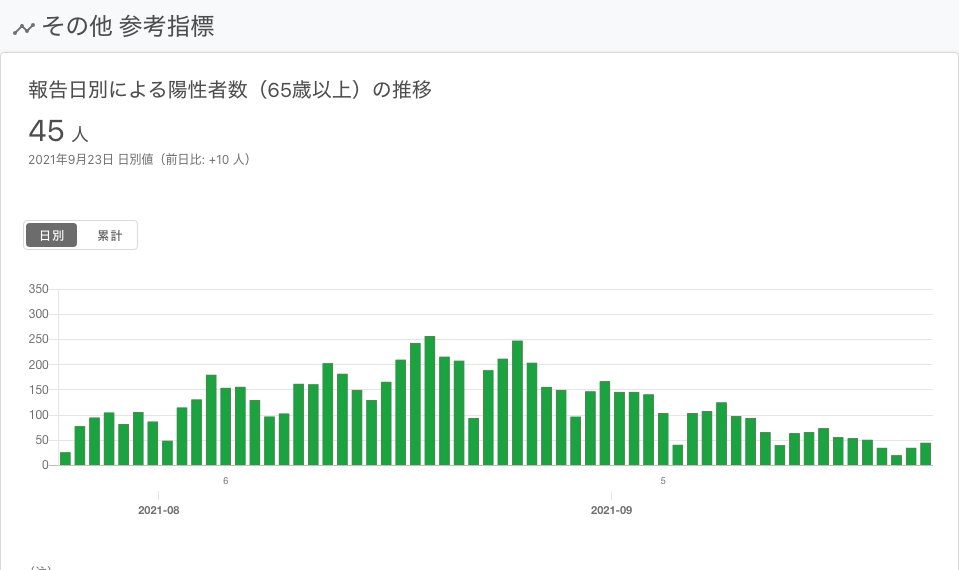 その他 参考指標
報告日別による陽性者数（65歳以上）の推移
45 人
2021年9月23日 日別値（前日比: +10 人）
日別 累計
350
300
250
200
150
100
50
0
6 5
2021-08 2021-09
（注）